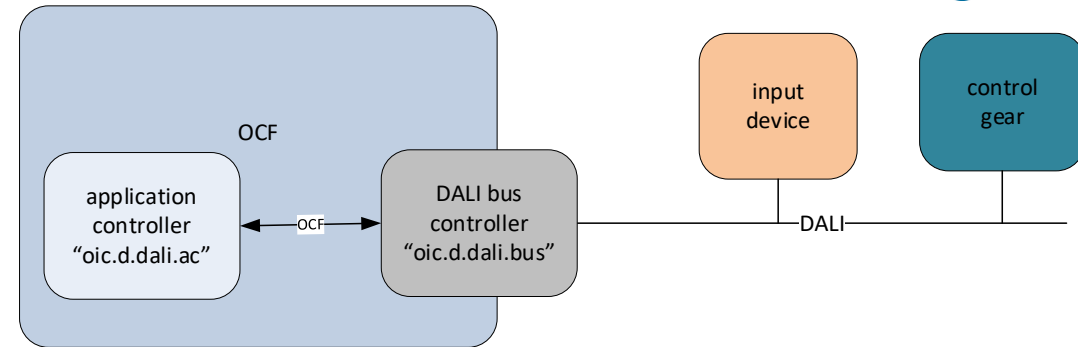 OCF
application
controller
“oic.d.dali.ac”
OCF
DALI bus
controller
“oic.d.dali.bus”
input
device
control
gear
DALI